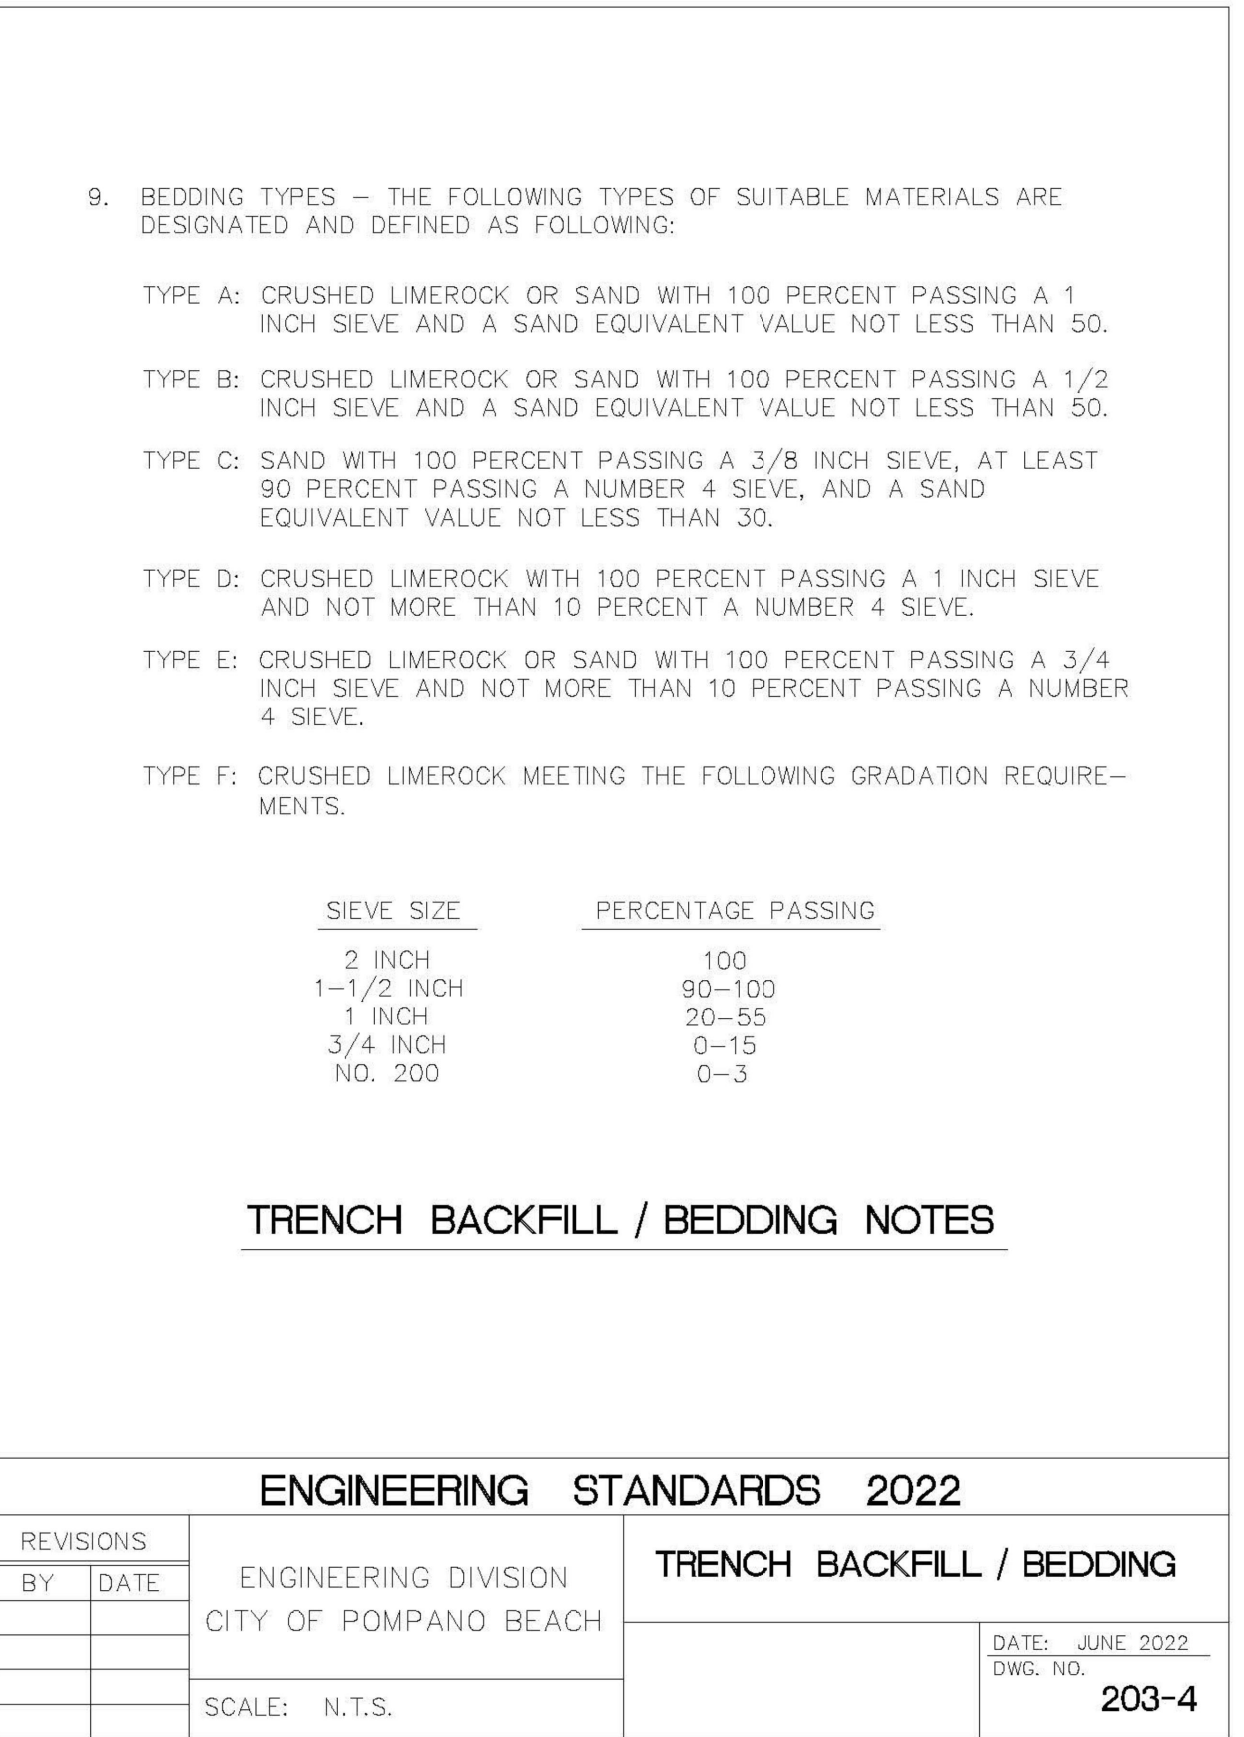 9. BEDDING TYPES – THE FOLLOWING TYPES OF SUITABLE MATERIALS ARE
DESIGNATED AND DEFINED AS FOLLOWING:
TYPE A: CRUSHED LIMEROCK OR SAND WITH 100 PERCENT PASSING A 1
INCH SIEVE AND A SAND EQUIVALENT VALUE NOT LESS THAN 50.
TYPE B: CRUSHED LIMEROCK OR SAND WITH 100 PERCENT PASSING A 1/2
INCH SIEVE AND A SAND EQUIVALENT VALUE NOT LESS THAN 50.
TYPE C: SAND WITH 100 PERCENT PASSING A 3/8 INCH SIEVE, AT LEAST
90 PERCENT PASSING A NUMBER 4 SIEVE, AND A SAND
EQUIVALENT VALUE NOT LESS THAN 30.
TYPE D: CRUSHED LIMEROCK WITH 100 PERCENT PASSING A 1 INCH SIEVE
AND NOT MORE THAN 10 PERCENT A NUMBER 4 SIEVE.
TYPE E: CRUSHED LIMEROCK OR SAND WITH 100 PERCENT PASSING A 3/4
INCH SIEVE AND NOT MORE THAN 10 PERCENT PASSING A NUMBER
4 SIEVE.
TYPE F: CRUSHED LIMEROCK MEETING THE FOLLOWING GRADATION REQUIRE–
MENTS.
SIEVE SIZE PERCENTAGE PASSING
2 INCH 100
1–1/2 INCH 90–100
1 INCH 20–55
3/4 INCH 0–15
NO. 200 0–3
TRENCH BACKFILL / BEDDING NOTES
ENGINEERING STANDARDS 2022
REVISIONS
BY DATE
ENGINEERING DIVISION
CITY OF POMPANO BEACH
SCALE: N.T.S.
TRENCH BACKFILL / BEDDING
DATE: JUNE 2022
DWG. NO.
203-4